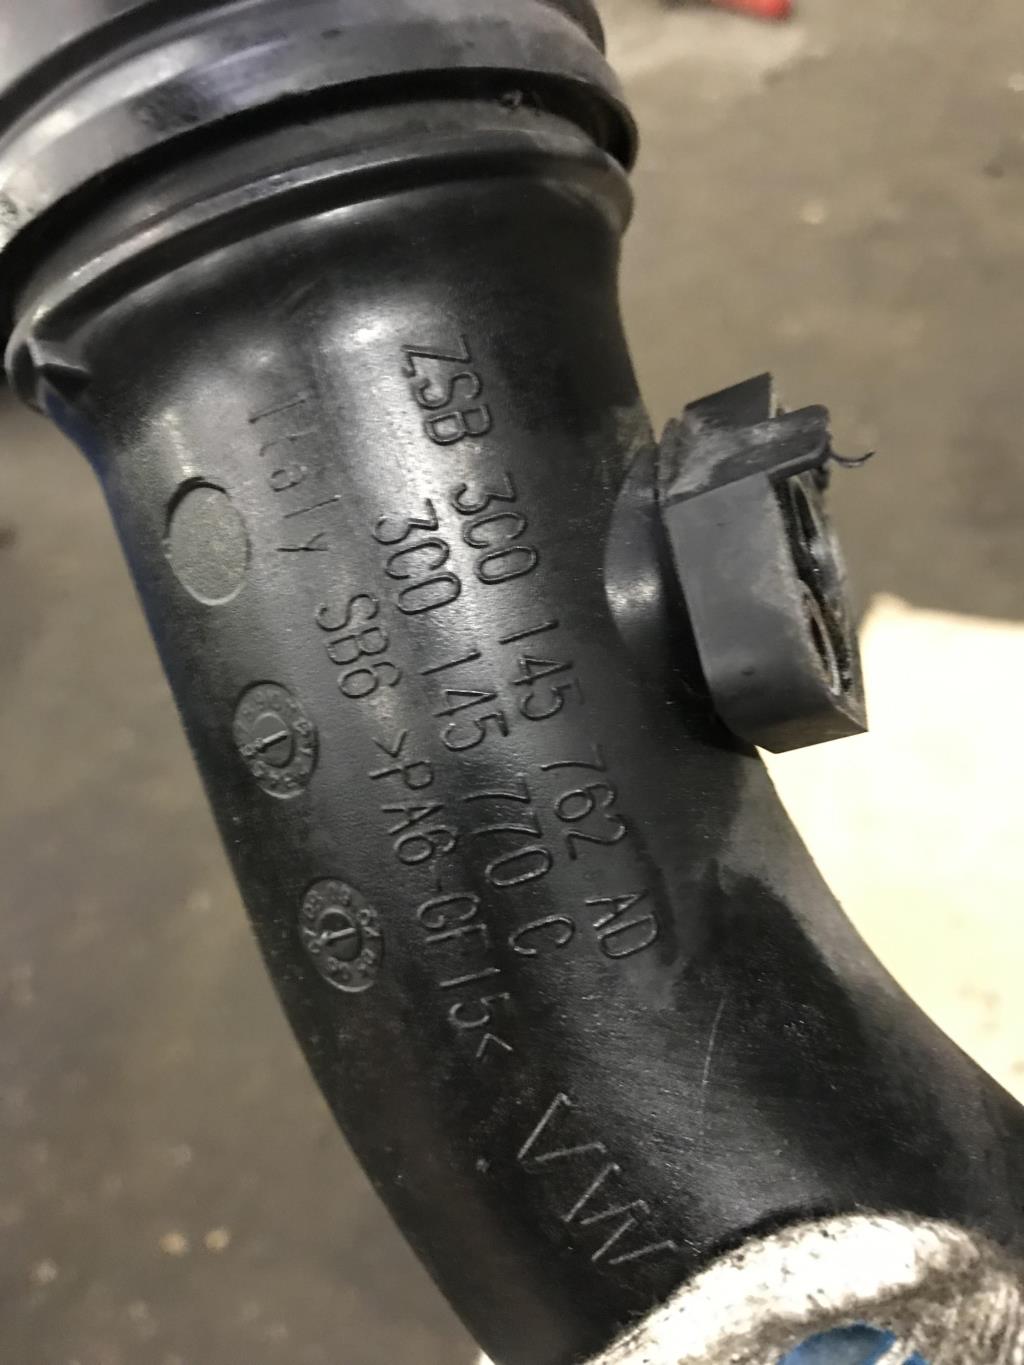 ZSB 3C0 145 762 AD
3C0 145 770 C
Italy SB6 >PA6-GF15<
VW